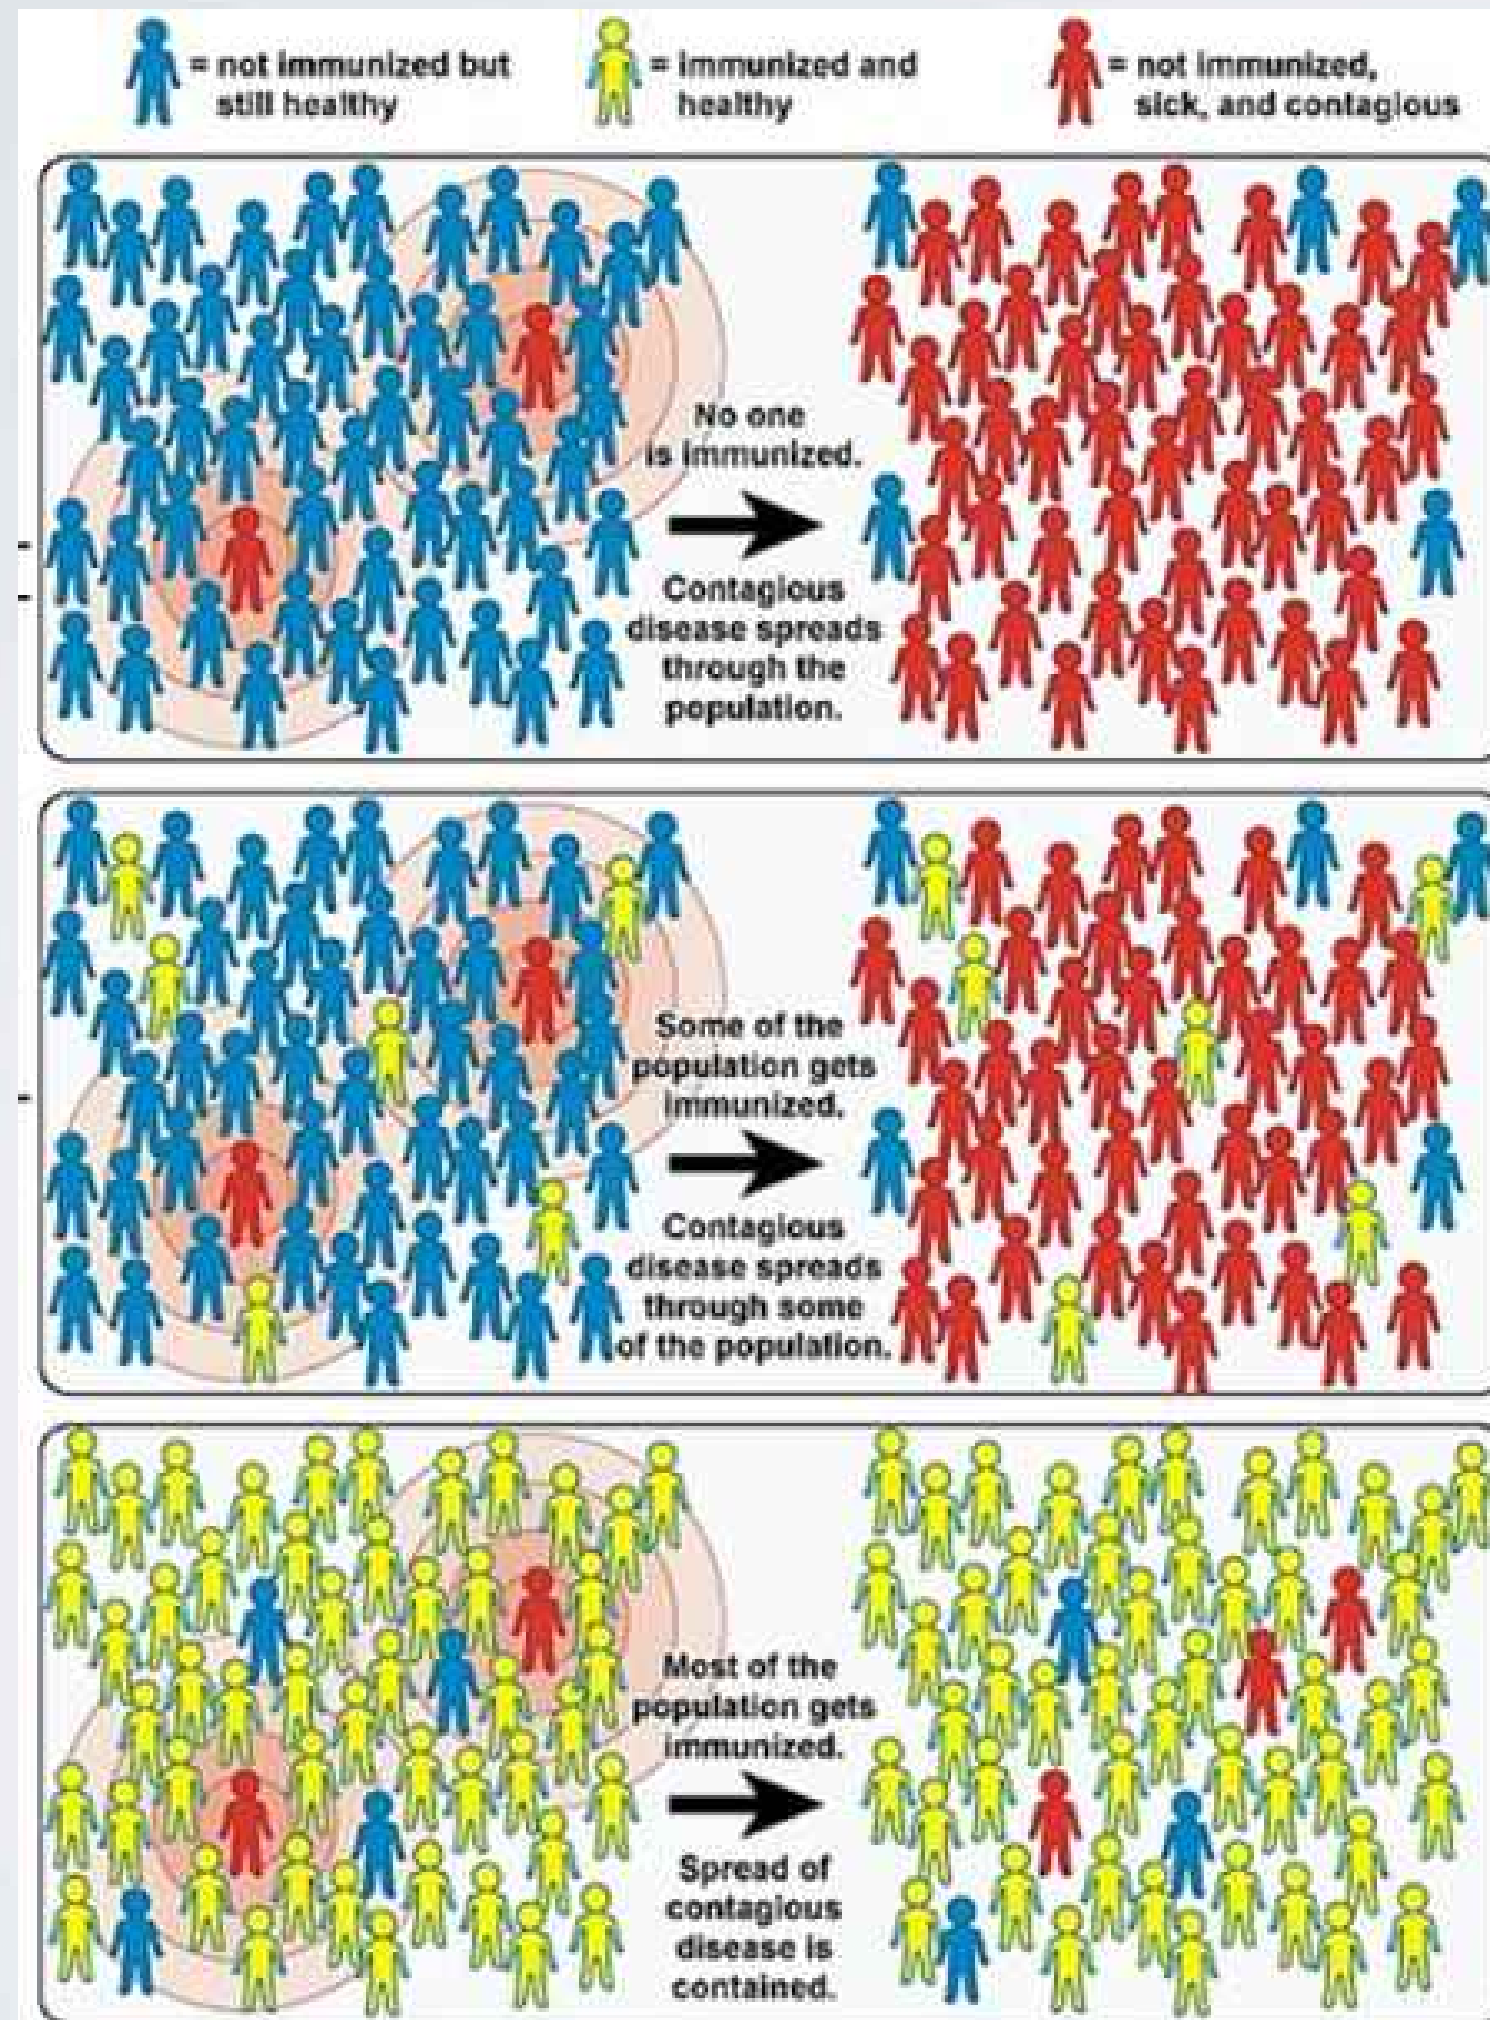 = not immunized but
still healthy
= immunized and
healthy
= not immunized,
sick, and contagious
No one
is immunized.
Contagious
disease spreads
through the
population.
Some of the
population gets
immunized.
Contagious
disease spreads
through some
of the population.
Most of the
population gets
immunized.
Spread of
contagious
disease is
contained.